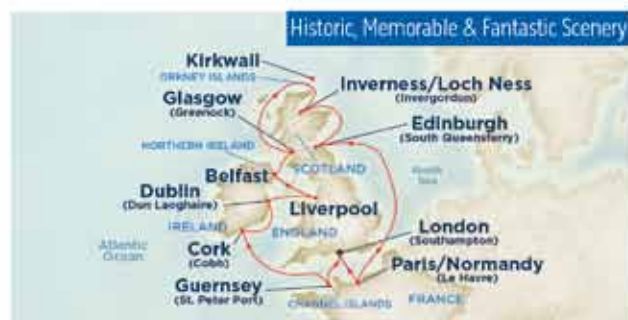 Historic, Memorable & Fantastic Scenery
Kirkwall
ORKNEY ISLANDS
Inverness/Loch Ness
(Invergordon)
Glasgow
(Greenock)
Edinburgh
(South Queensferry)
NORTHERN IRELAND
SCOTLAND
North
Sea
Belfast
Dublin
(Dun Laoghaire)
Liverpool
IRELAND
ENGLAND
London
(Southampton)
Atlantic
Ocean
Cork
(Cobb)
Paris/Normandy
(Le Havre)
Guernsey
(St. Peter Port)
CHANNEL ISLANDS
FRANCE